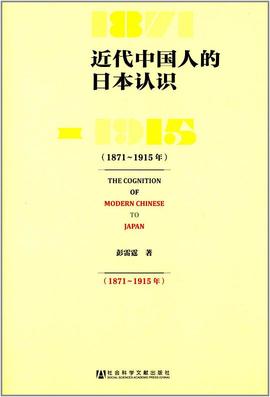 1871
近代中国人的
日本认识
-1915
(1871~1915年)
THE COGNITION
OF
MODERN CHINESE
TO
JAPAN
彭雷霆 著
(1871~1915年)
社会科学文献出版社
SOCIAL SCIENCES ACADEMIC PRESS (CHINA)